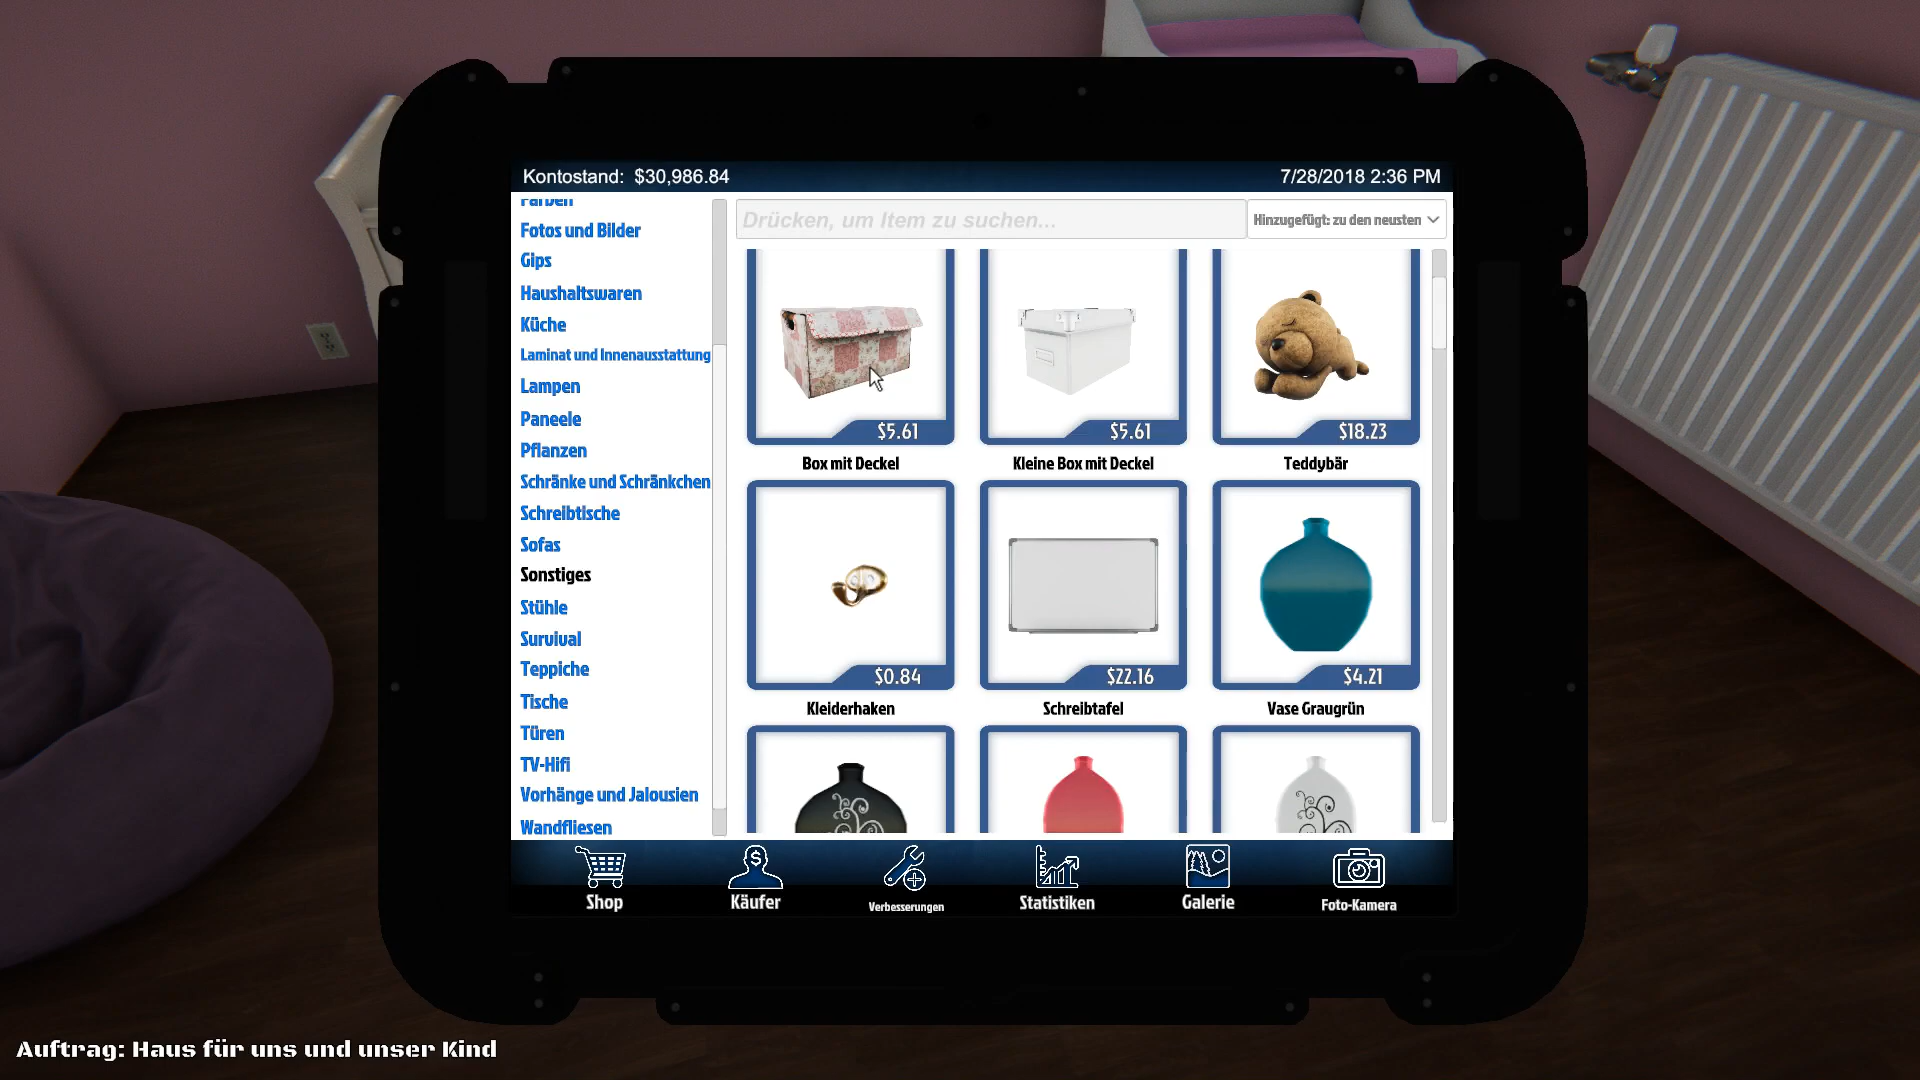 Kontostand: $30,986.84
7/28/2018 2:36 PM
Farben
Fotos und Bilder
Gips
Haushaltswaren
Küche
Laminat und Innenausstattung
Lampen
Paneele
Pflanzen
Schränke und Schränkchen
Schreibtische
Sofas
Sonstiges
Stühle
Survival
Teppiche
Tische
Türen
TV-Hifi
Vorhänge und Jalousien
Wandfliesen
Drücken, um Item zu suchen...
Hinzugefügt: zu den neusten
$5.61
$5.61
$18.23
Box mit Deckel
Kleine Box mit Deckel
Teddybär
$0.84
$22.16
$4.21
Kleiderhaken
Schreibtafel
Vase Graugrün
Shop
Käufer
Verbesserungen
Statistiken
Galerie
Foto-Kamera
Auftrag: Haus für uns und unser Kind